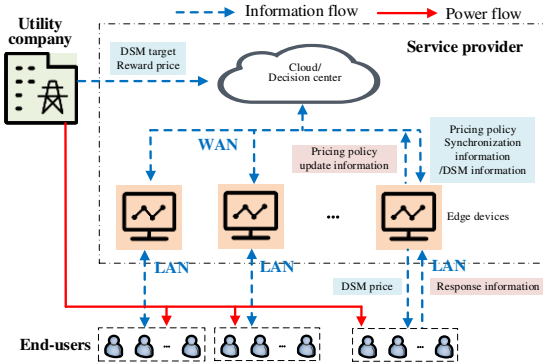 Information flow
Power flow
Utility
company
DSM target
Reward price
Service provider
Cloud/
Decision center
WAN
Pricing policy
update information
Pricing policy
Synchronization
information
/DSM information
...
Edge devices
LAN
LAN
LAN
DSM price
Response information
End-users
...
...
...